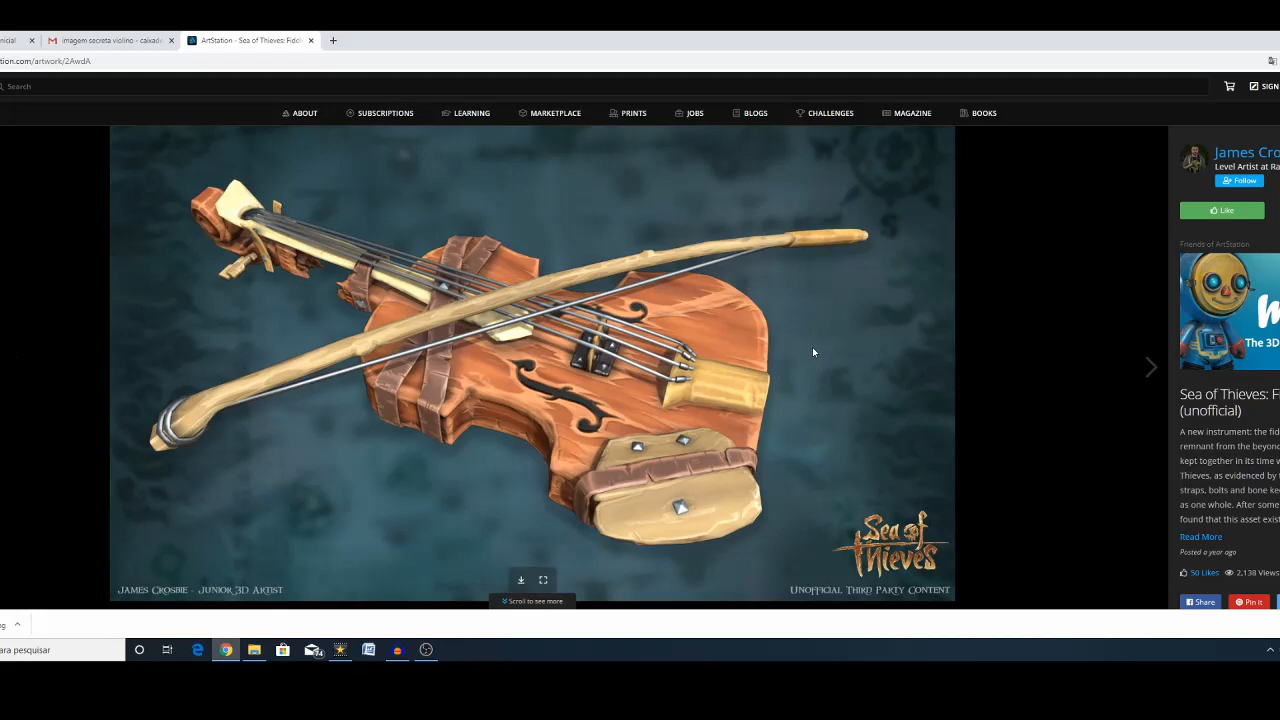 nicial
imagem secreta violino - caixade
ArtStation - Sea of Thieves: Fiddl
tion.com/artwork/2AwdA
Search
SIGN
ABOUT
SUBSCRIPTIONS
LEARNING
MARKETPLACE
PRINTS
JOBS
BLOGS
CHALLENGES
MAGAZINE
BOOKS
James Cro
Level Artist at Ra
Follow
Like
Friends of ArtStation
The 3D
Sea of Thieves: Fi
(unofficial)
A new instrument: the fid
remnant from the beyon
kept together in its time w
Thieves, as evidenced by
straps, bolts and bone ke
as one whole. After some
found that this asset exist
Read More
Posted a year ago
50 Likes 2,138 Views
Share
Pin it
Sea of
Thieves
James Crosbie - Junior 3D Artist
Unofficial Third Party Content
Scroll to see more
ng
ara pesquisar
74